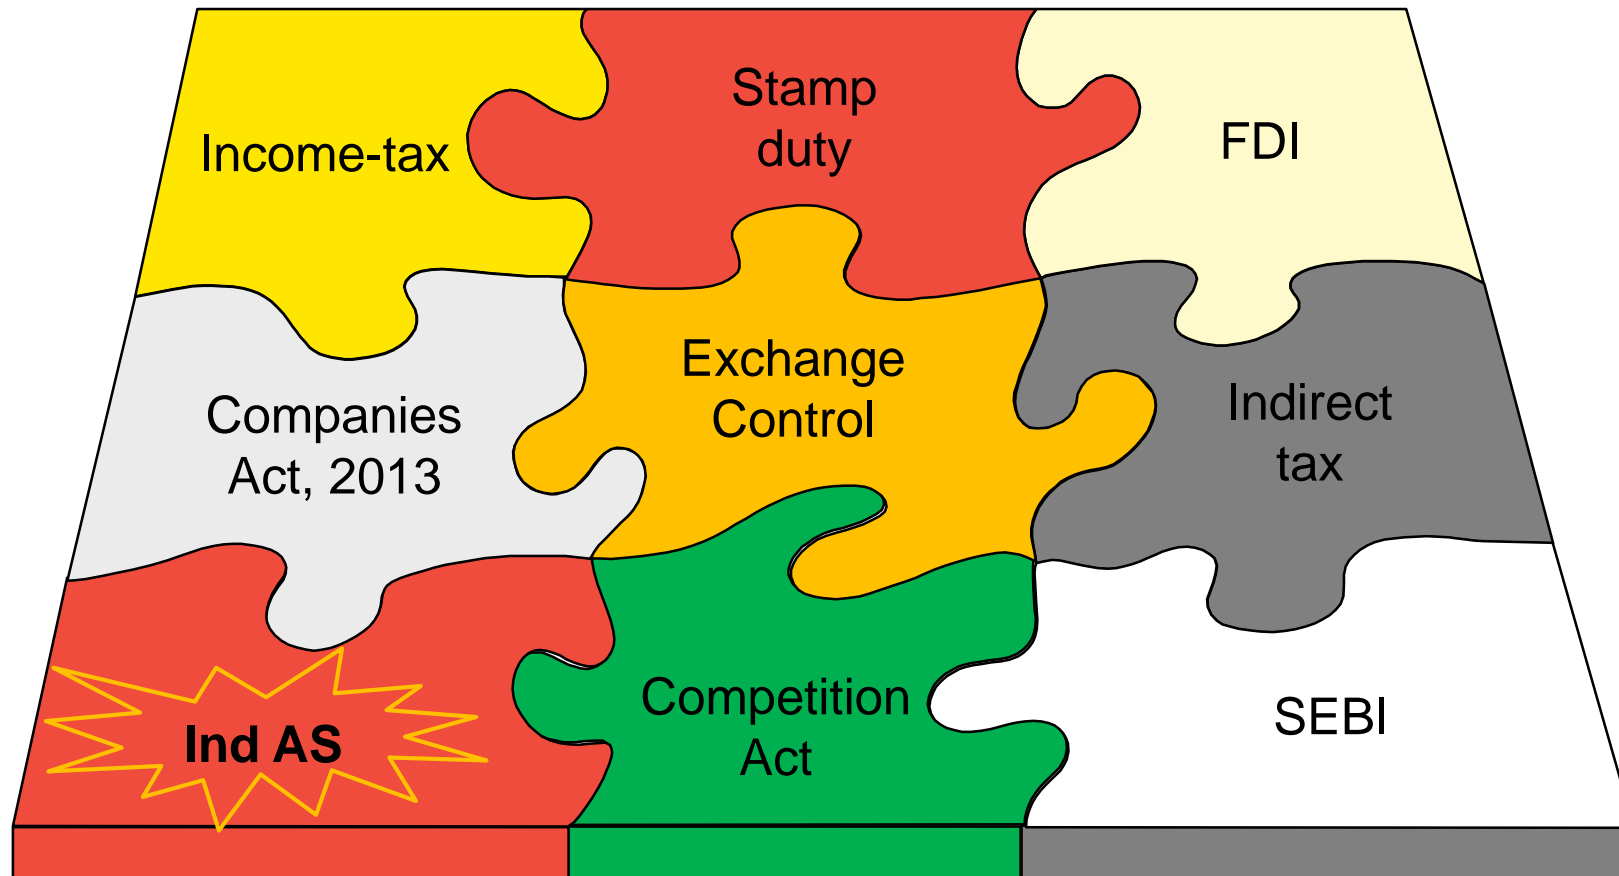 Income-tax
Stamp
duty
FDI
Companies
Act, 2013
Exchange
Control
Indirect
tax
Ind AS
Competition
Act
SEBI